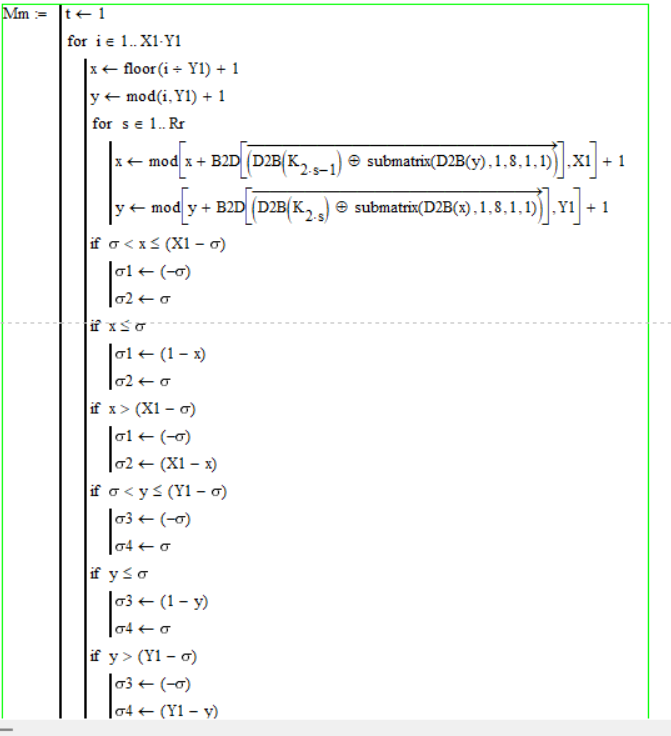 Mm := t ← 1
for i ∈ 1.. X1·Y1
x ← floor(i ÷ Y1) + 1
y ← mod(i, Y1) + 1
for s ∈ 1.. Rr
x ← mod[x + B2D[(D2B(K2·s−1) ⊕ submatrix(D2B(y), 1, 8, 1, 1))], X1] + 1
y ← mod[y + B2D[(D2B(K2·s) ⊕ submatrix(D2B(x), 1, 8, 1, 1))], Y1] + 1
if σ < x ≤ (X1 − σ)
σ1 ← (−σ)
σ2 ← σ
if x ≤ σ
σ1 ← (1 − x)
σ2 ← σ
if x > (X1 − σ)
σ1 ← (−σ)
σ2 ← (X1 − x)
if σ < y ≤ (Y1 − σ)
σ3 ← (−σ)
σ4 ← σ
if y ≤ σ
σ3 ← (1 − y)
σ4 ← σ
if y > (Y1 − σ)
σ3 ← (−σ)
σ4 ← (Y1 − y)